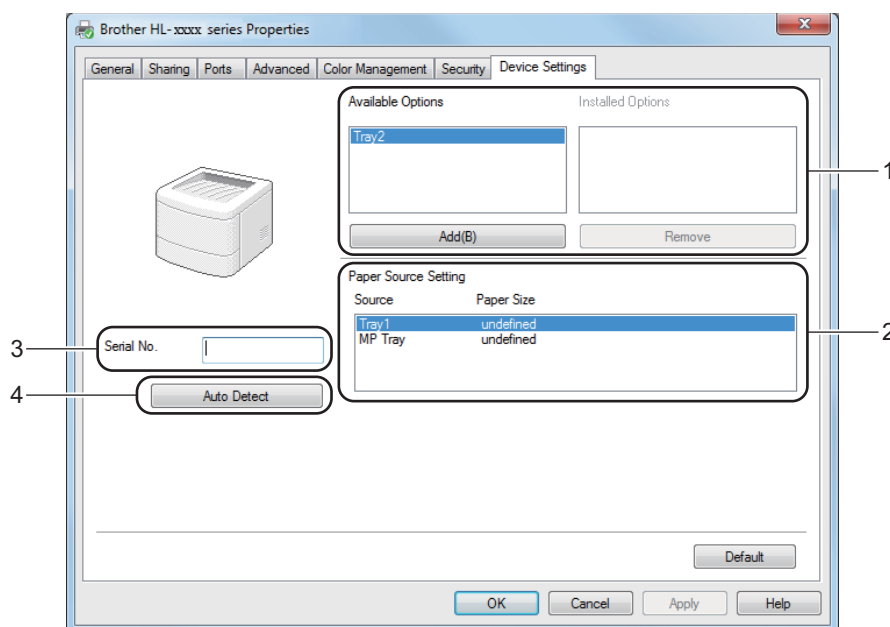 Brother HL-xxxx series Properties
General Sharing Ports Advanced Color Management Security Device Settings
Available Options Installed Options
Tray2
1
Add(B) Remove
Paper Source Setting
Source Paper Size
Tray1 undefined
MP Tray undefined
2
3
Serial No.
4
Auto Detect
Default
OK Cancel Apply Help